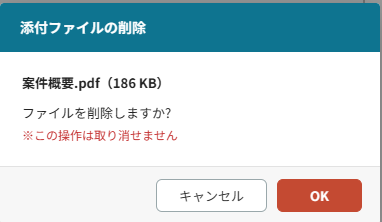 添付ファイルの削除
案件概要.pdf（186 KB）
ファイルを削除しますか?
※この操作は取り消せません
キャンセル
OK